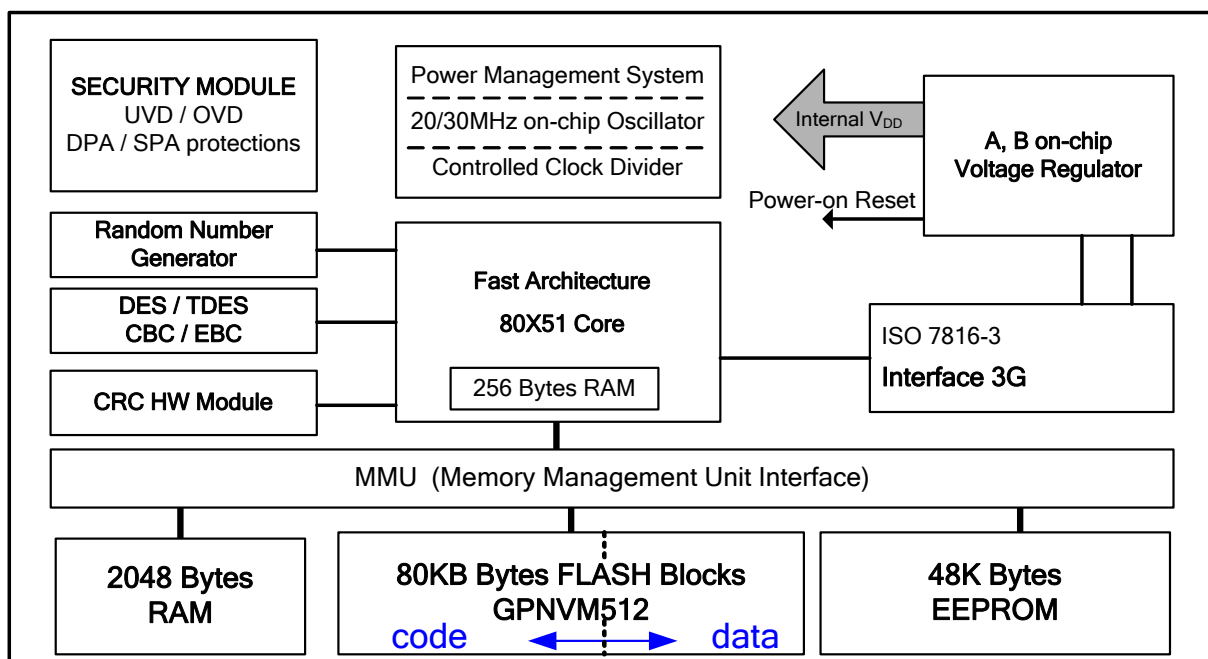 SECURITY MODULE
UVD / OVD
DPA / SPA protections
Power Management System
20/30MHz on-chip Oscillator
Controlled Clock Divider
Internal VDD
A, B on-chip
Voltage Regulator
Power-on Reset
Random Number
Generator
DES / TDES
CBC / EBC
CRC HW Module
Fast Architecture
80X51 Core
256 Bytes RAM
ISO 7816-3
Interface 3G
MMU (Memory Management Unit Interface)
2048 Bytes
RAM
80KB Bytes FLASH Blocks
GPNVM512
code data
48K Bytes
EEPROM